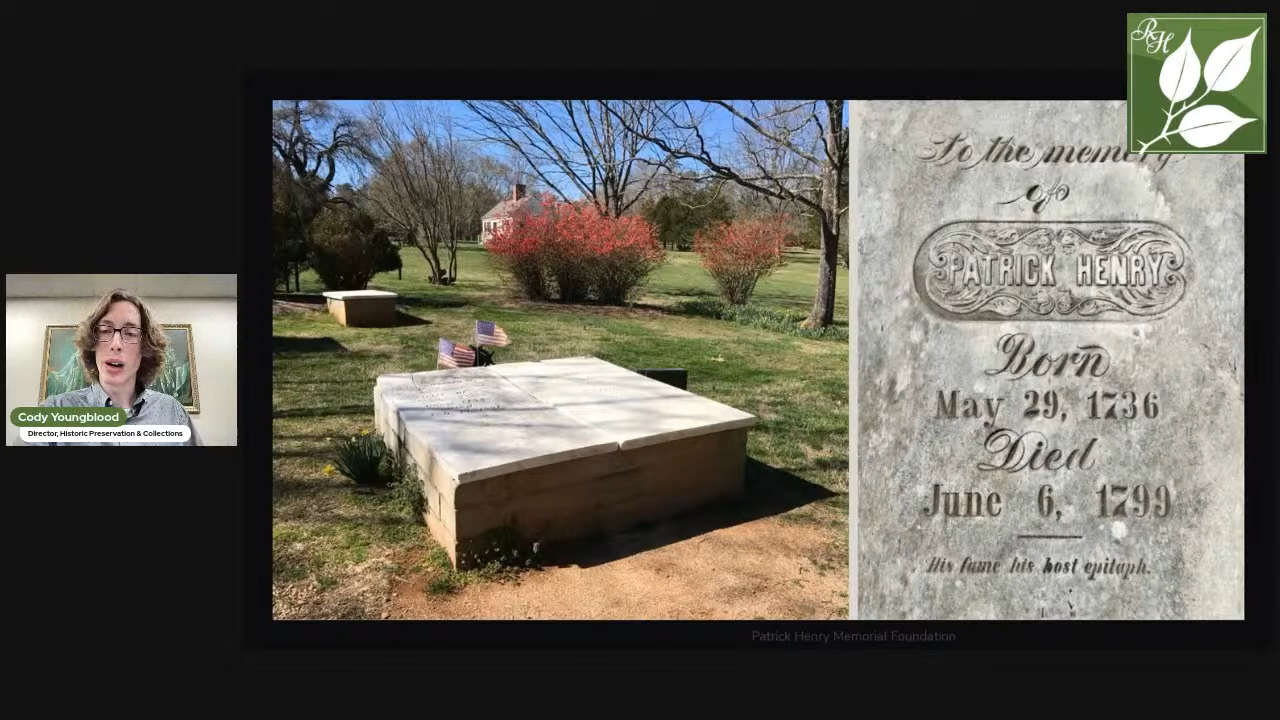 RH
To the memory
of
PATRICK HENRY
Born
May 29, 1736
Died
June 6, 1799
His fame his best epitaph.
Cody Youngblood
Director, Historic Preservation & Collections
Patrick Henry Memorial Foundation